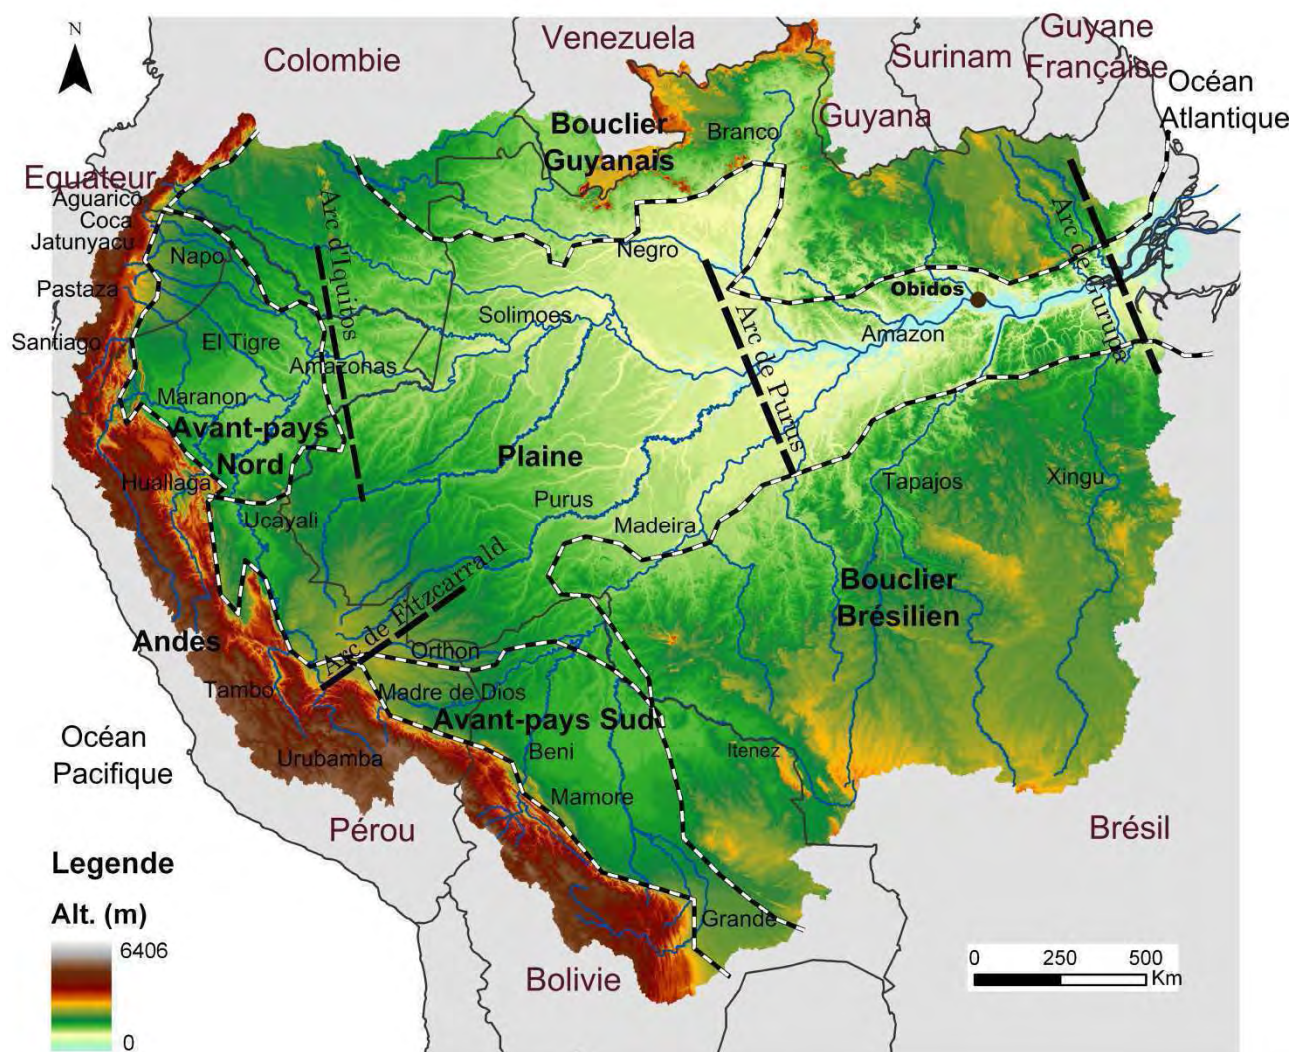 N
Colombie
Venezuela
Surinam
Guyane
Française
Océan
Atlantique
Guyana
Bouclier
Guyanais
Branco
Equateur
Aguarico
Coca
Jatunyacu
Napo
Pastaza
Santiago
El Tigre
Maranon
Arc d'Iquitos
Amazonas
Solimoes
Negro
Obidos
Amazon
Arc de Gurupa
Arc de Purus
Avant-pays
Nord
Huallaga
Ucayali
Plaine
Purus
Madeira
Tapajos
Xingu
Bouclier
Brésilien
Andes
Arc de Fitzcarrald
Orthon
Tambo
Madre de Dios
Avant-pays Sud
Urubamba
Beni
Itenez
Mamore
Océan
Pacifique
Pérou
Brésil
Grande
Bolivie
Legende
Alt. (m)
6406
0
0 250 500
Km